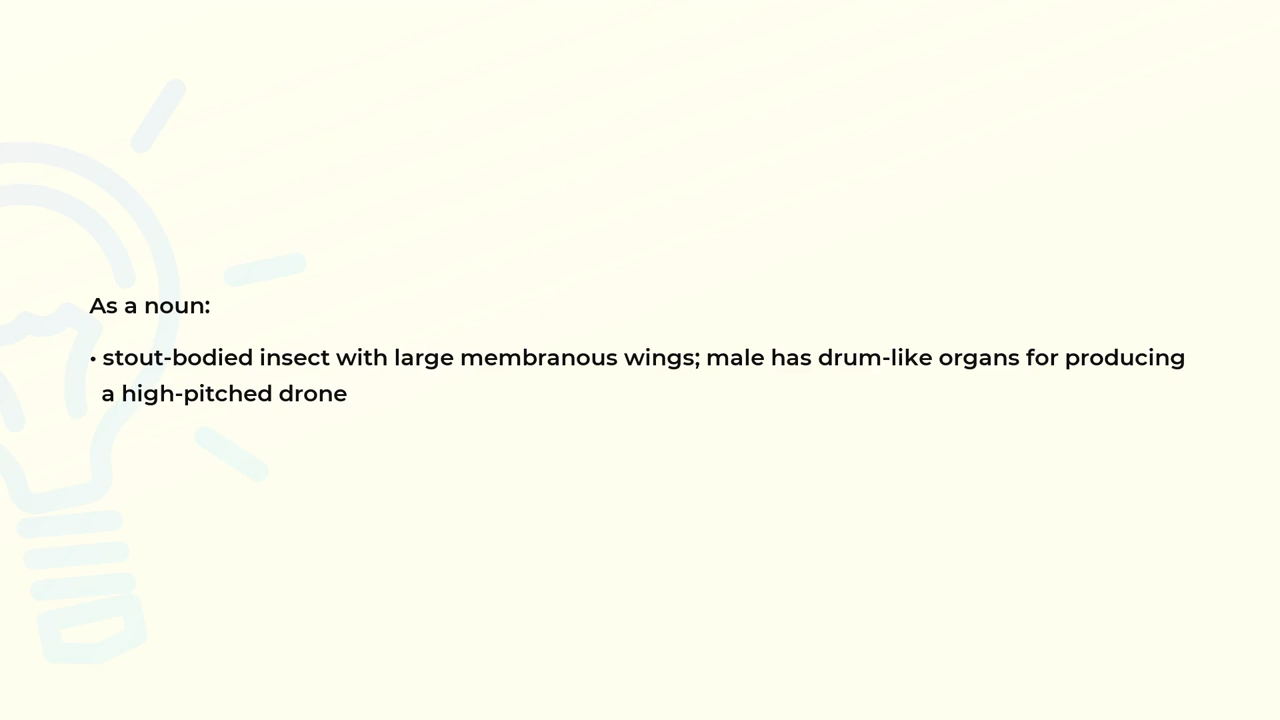 As a noun:
• stout-bodied insect with large membranous wings; male has drum-like organs for producing
a high-pitched drone